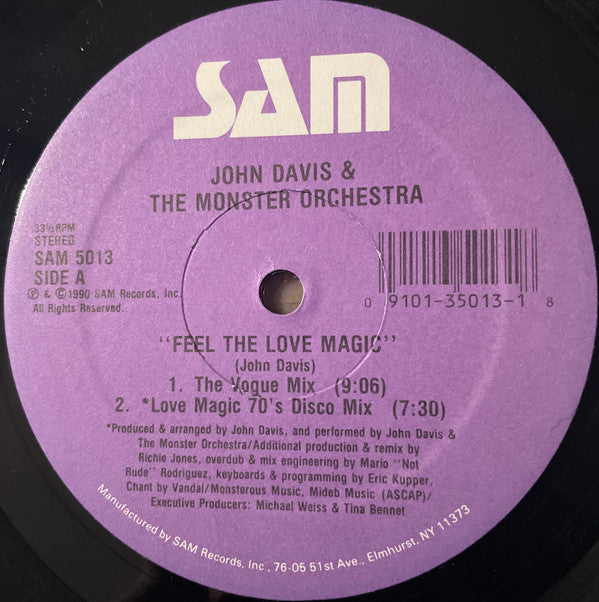 SAM
JOHN DAVIS &
THE MONSTER ORCHESTRA
33⅓ RPM
STEREO
SAM 5013
SIDE A
℗ & ©1990 SAM Records, Inc.
All Rights Reserved.
0 9101-35013-1 8
"FEEL THE LOVE MAGIC"
(John Davis)
1. The Vogue Mix (9:06)
2. *Love Magic 70's Disco Mix (7:30)
*Produced & arranged by John Davis, and performed by John Davis &
The Monster Orchestra/Additional production & remix by
Richie Jones, overdub & mix engineering by Mario "Not
Rude" Rodriguez, keyboards & programming by Eric Kupper,
Chant by Vandal/Monsterous Music, Mideb Music (ASCAP)/
Executive Producers: Michael Weiss & Tina Bennet
Manufactured by SAM Records, Inc., 76-05 51st Ave., Elmhurst, NY 11373